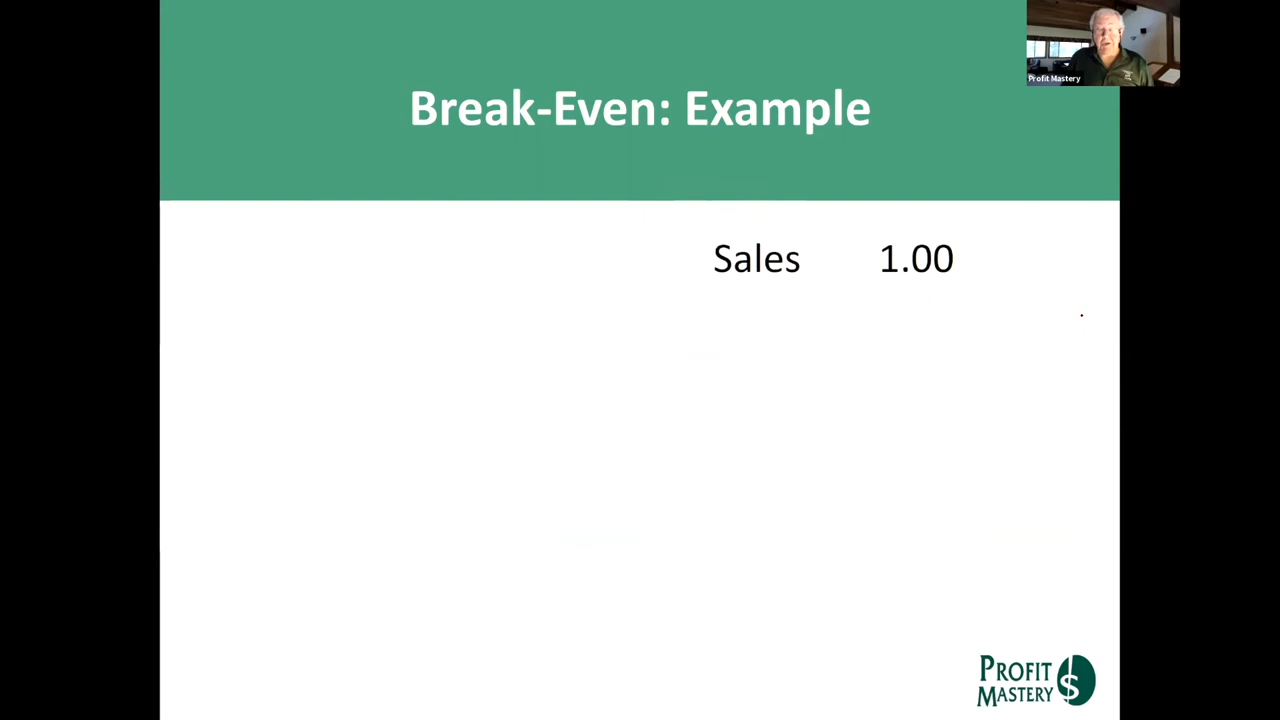 Profit Mastery
Break-Even: Example
Sales 1.00
PROFIT
MASTERY